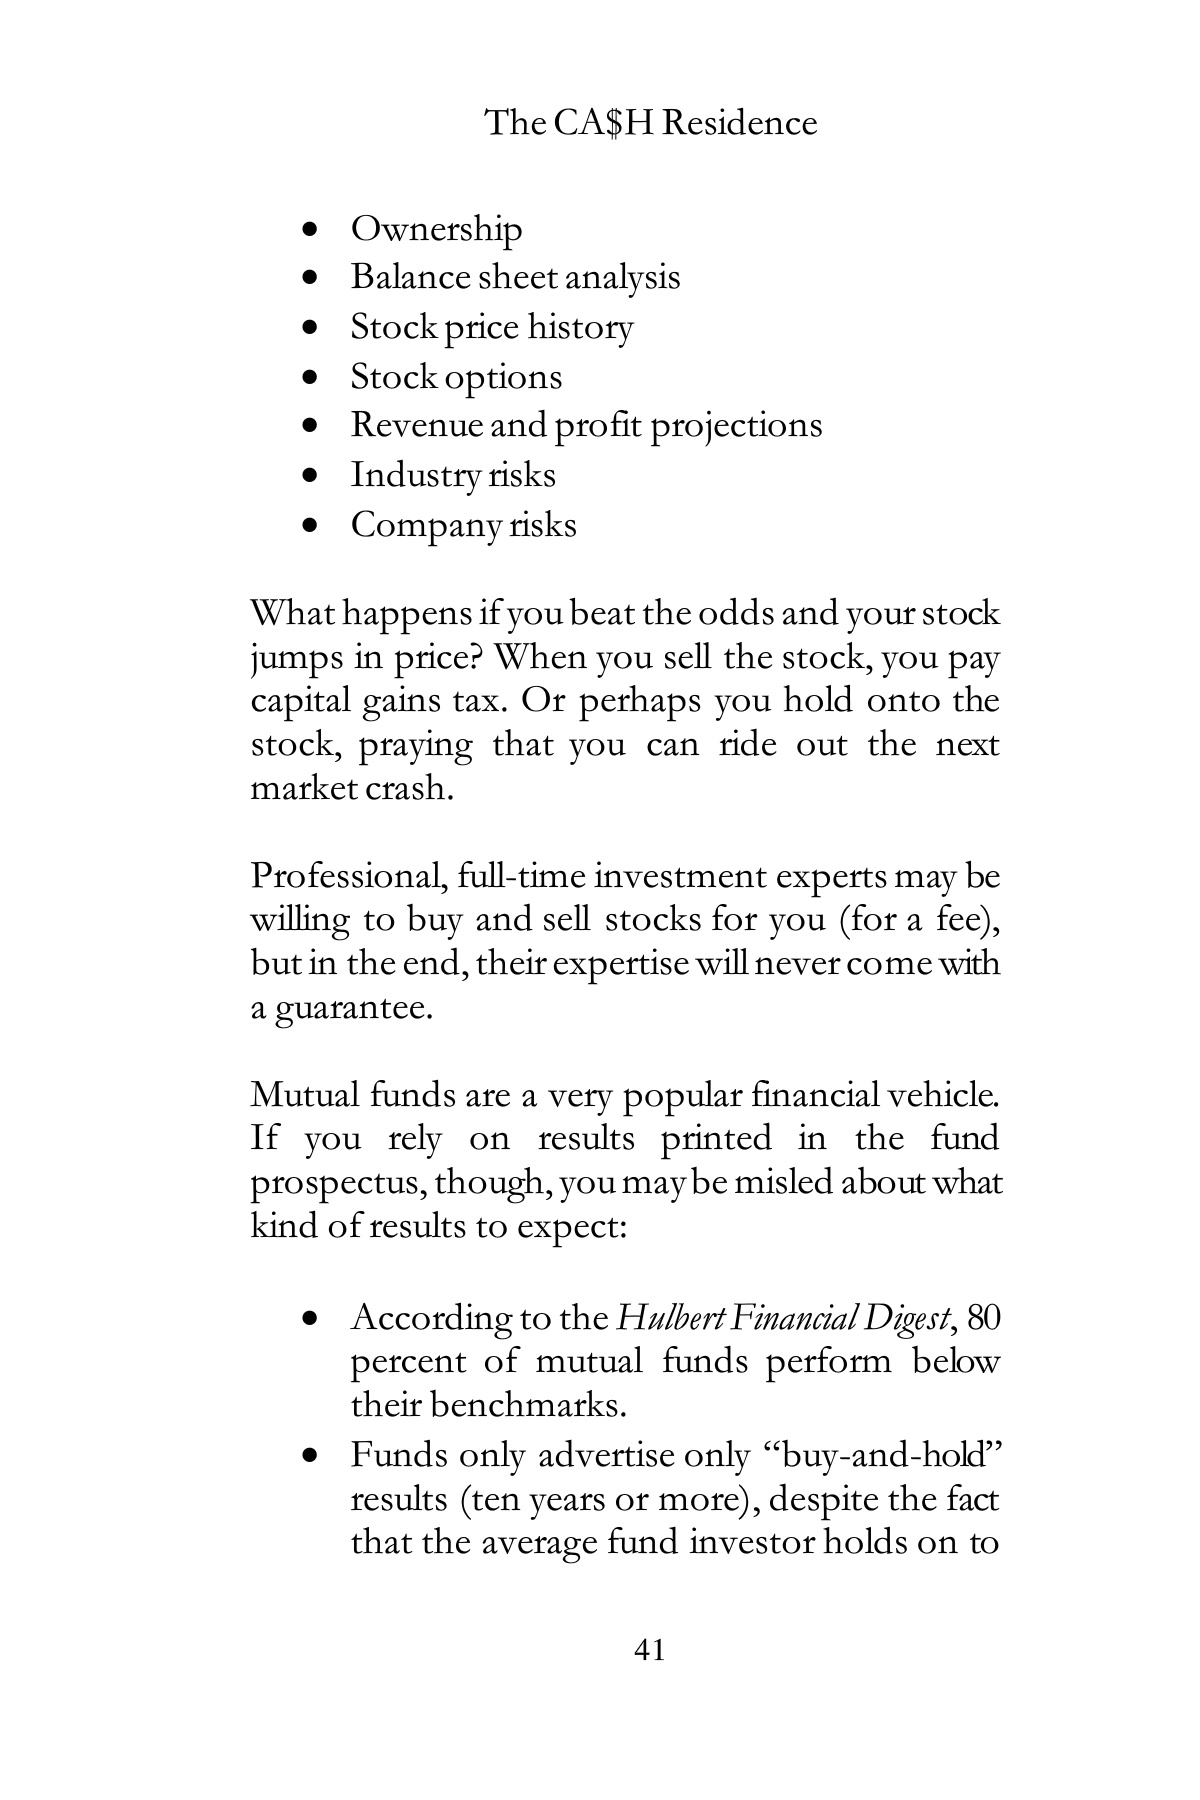 The CA$H Residence
• Ownership
• Balance sheet analysis
• Stock price history
• Stock options
• Revenue and profit projections
• Industry risks
• Company risks
What happens if you beat the odds and your stock
jumps in price? When you sell the stock, you pay
capital gains tax. Or perhaps you hold onto the
stock, praying that you can ride out the next
market crash.
Professional, full-time investment experts may be
willing to buy and sell stocks for you (for a fee),
but in the end, their expertise will never come with
a guarantee.
Mutual funds are a very popular financial vehicle.
If you rely on results printed in the fund
prospectus, though, you may be misled about what
kind of results to expect:
• According to the Hulbert Financial Digest, 80
percent of mutual funds perform below
their benchmarks.
• Funds only advertise only “buy-and-hold”
results (ten years or more), despite the fact
that the average fund investor holds on to
41